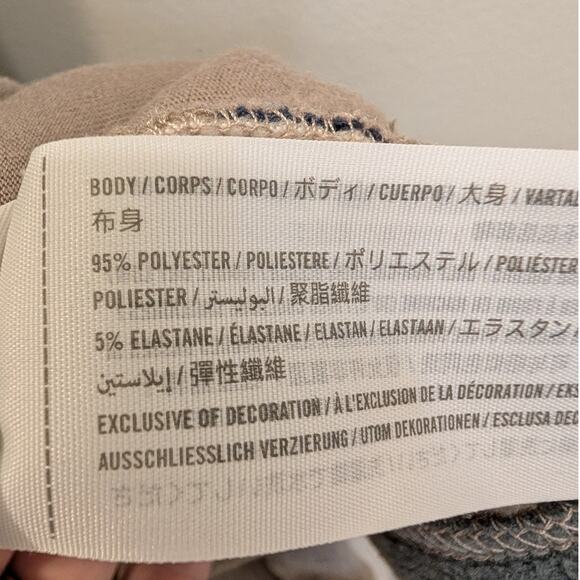 BODY / CORPS / CORPO / ボディ / CUERPO / 大身 / VARTAL
布身
95% POLYESTER / POLIESTERE / ポリエステル / POLIÉSTER
POLIESTER / البوليستر / 聚脂纖維
5% ELASTANE / ÉLASTANE / ELASTAN / ELASTAAN / エラスタン /
إيلاستين / 彈性纖維
EXCLUSIVE OF DECORATION / À L'EXCLUSION DE LA DÉCORATION / EKS
AUSSCHLIESSLICH VERZIERUNG / UTOM DEKORATIONEN / ESCLUSA DEC